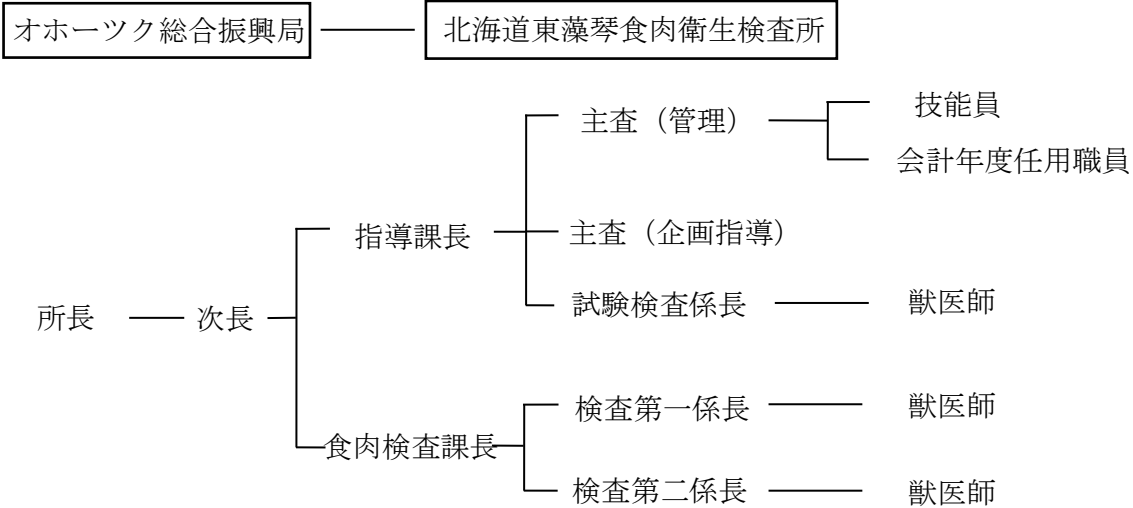 オホーツク総合振興局
北海道東藻琴食肉衛生検査所
主査（管理）
技能員
会計年度任用職員
指導課長
主査（企画指導）
試験検査係長
獣医師
所長
次長
検査第一係長
獣医師
食肉検査課長
検査第二係長
獣医師